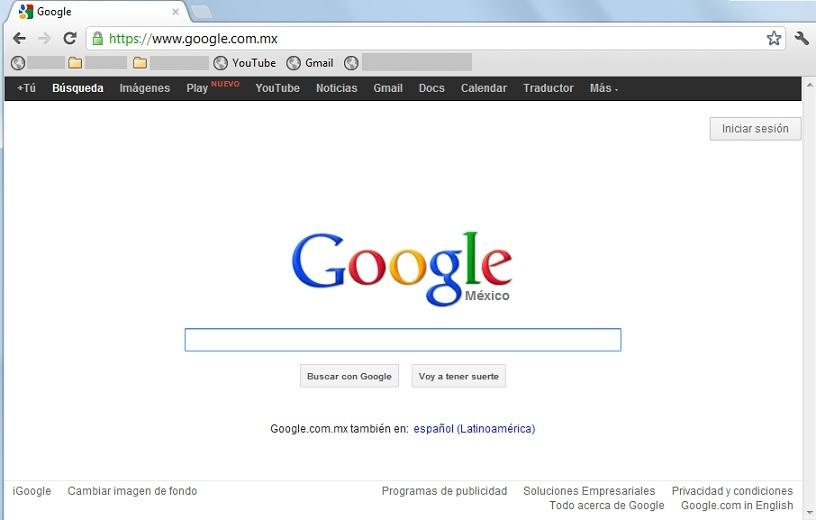 Google
https://www.google.com.mx
YouTube Gmail
+Tú Búsqueda Imágenes Play NUEVO YouTube Noticias Gmail Docs Calendar Traductor Más
Iniciar sesión
Google
México
Buscar con Google Voy a tener suerte
Google.com.mx también en: español (Latinoamérica)
iGoogle Cambiar imagen de fondo Programas de publicidad Soluciones Empresariales Privacidad y condiciones
Todo acerca de Google Google.com in English